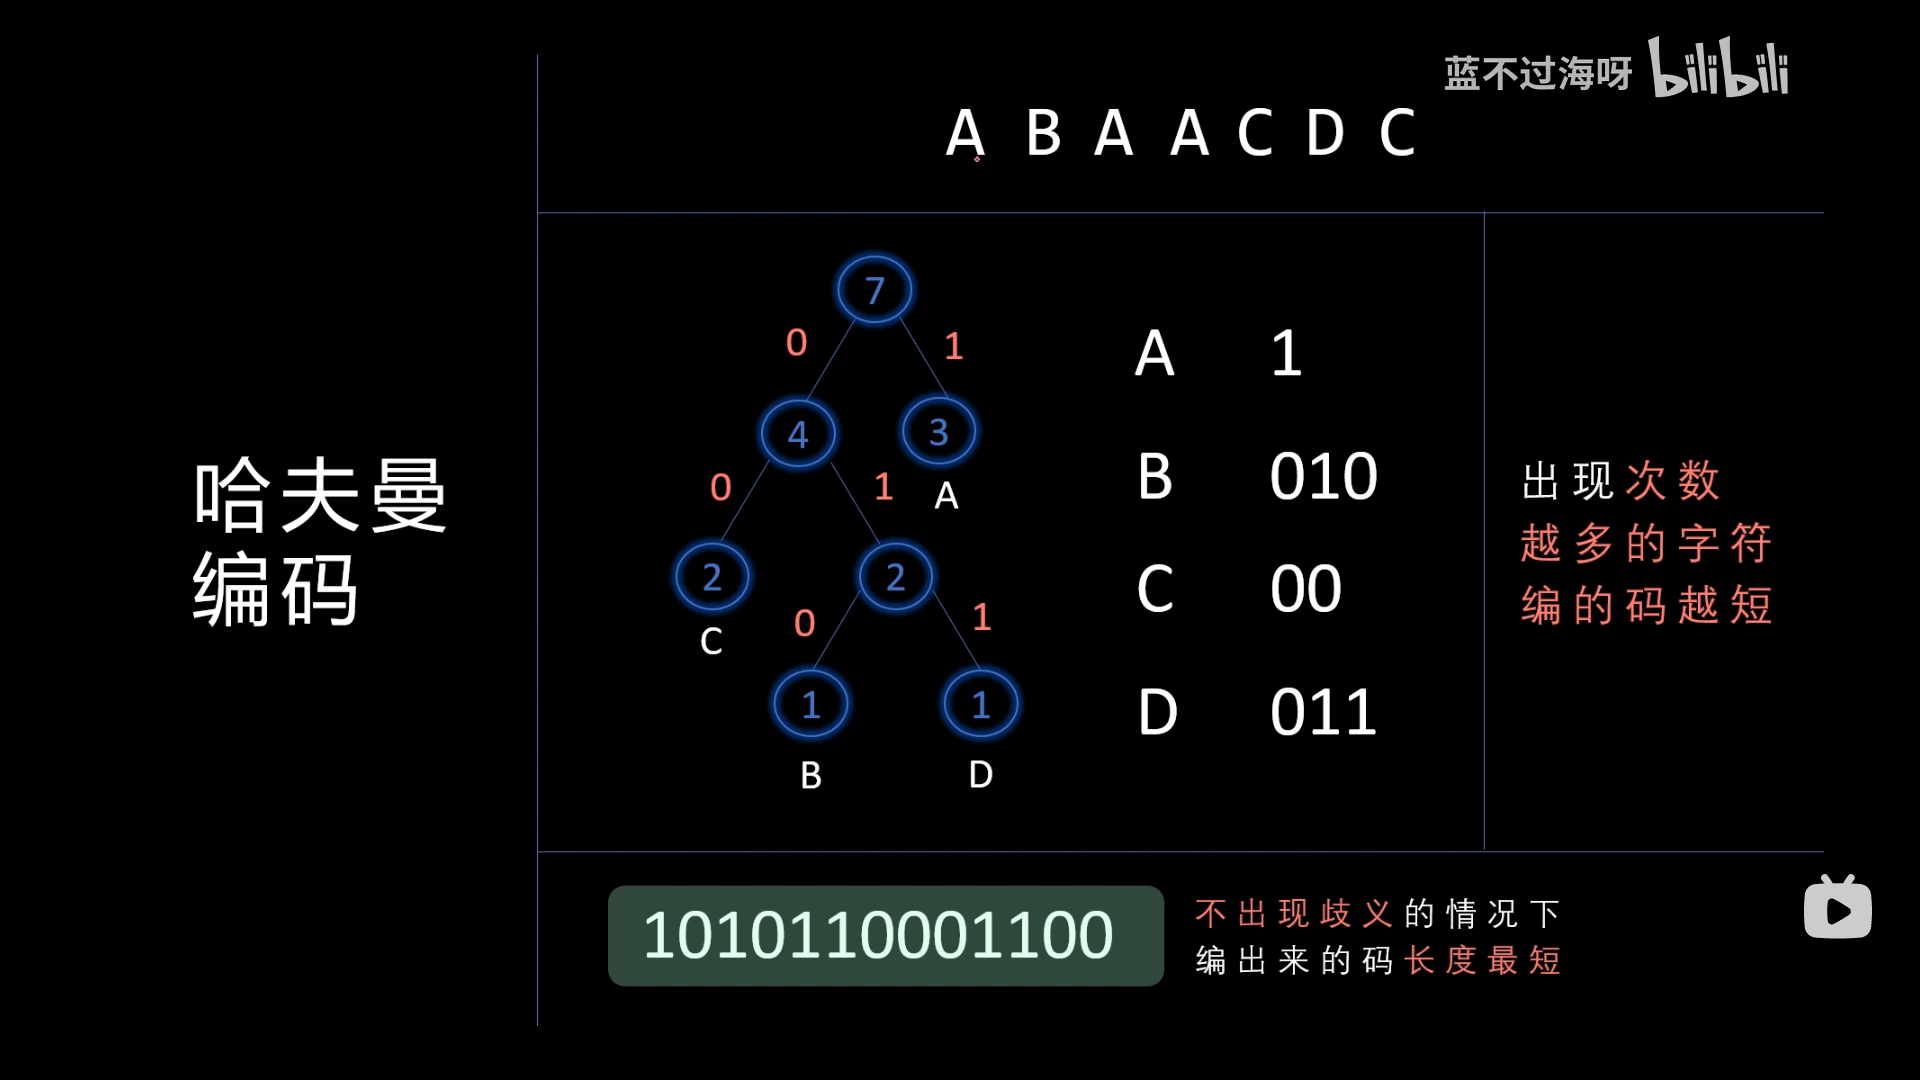 蓝不过海呀 bilibili
A B A A C D C
哈夫曼
编码
7
0 1
4 3
0 1 A
2 2
C 0 1
1 1
B D
A 1
B 010
C 00
D 011
出现次数
越多的字符
编的码越短
1010110001100
不出现歧义的情况下
编出来的码长度最短